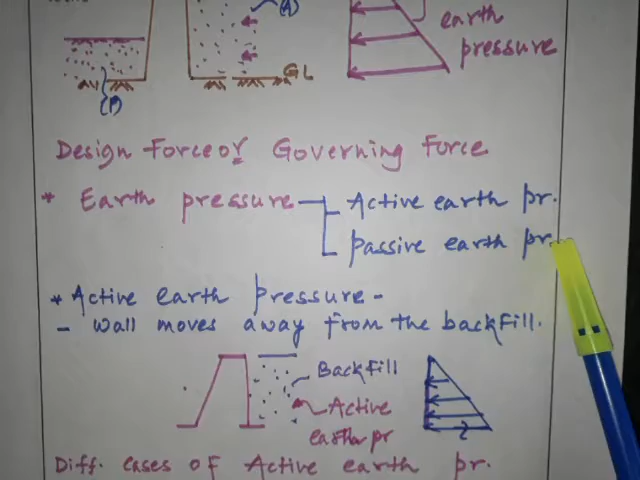 (A)
earth
pressure
GL
(P)
Design Force or Governing Force
* Earth pressure
Active earth pr.
Passive earth pr.
* Active earth pressure -
- Wall moves away from the backfill.
Backfill
Active
earth pr
Diff. cases of Active earth pr.